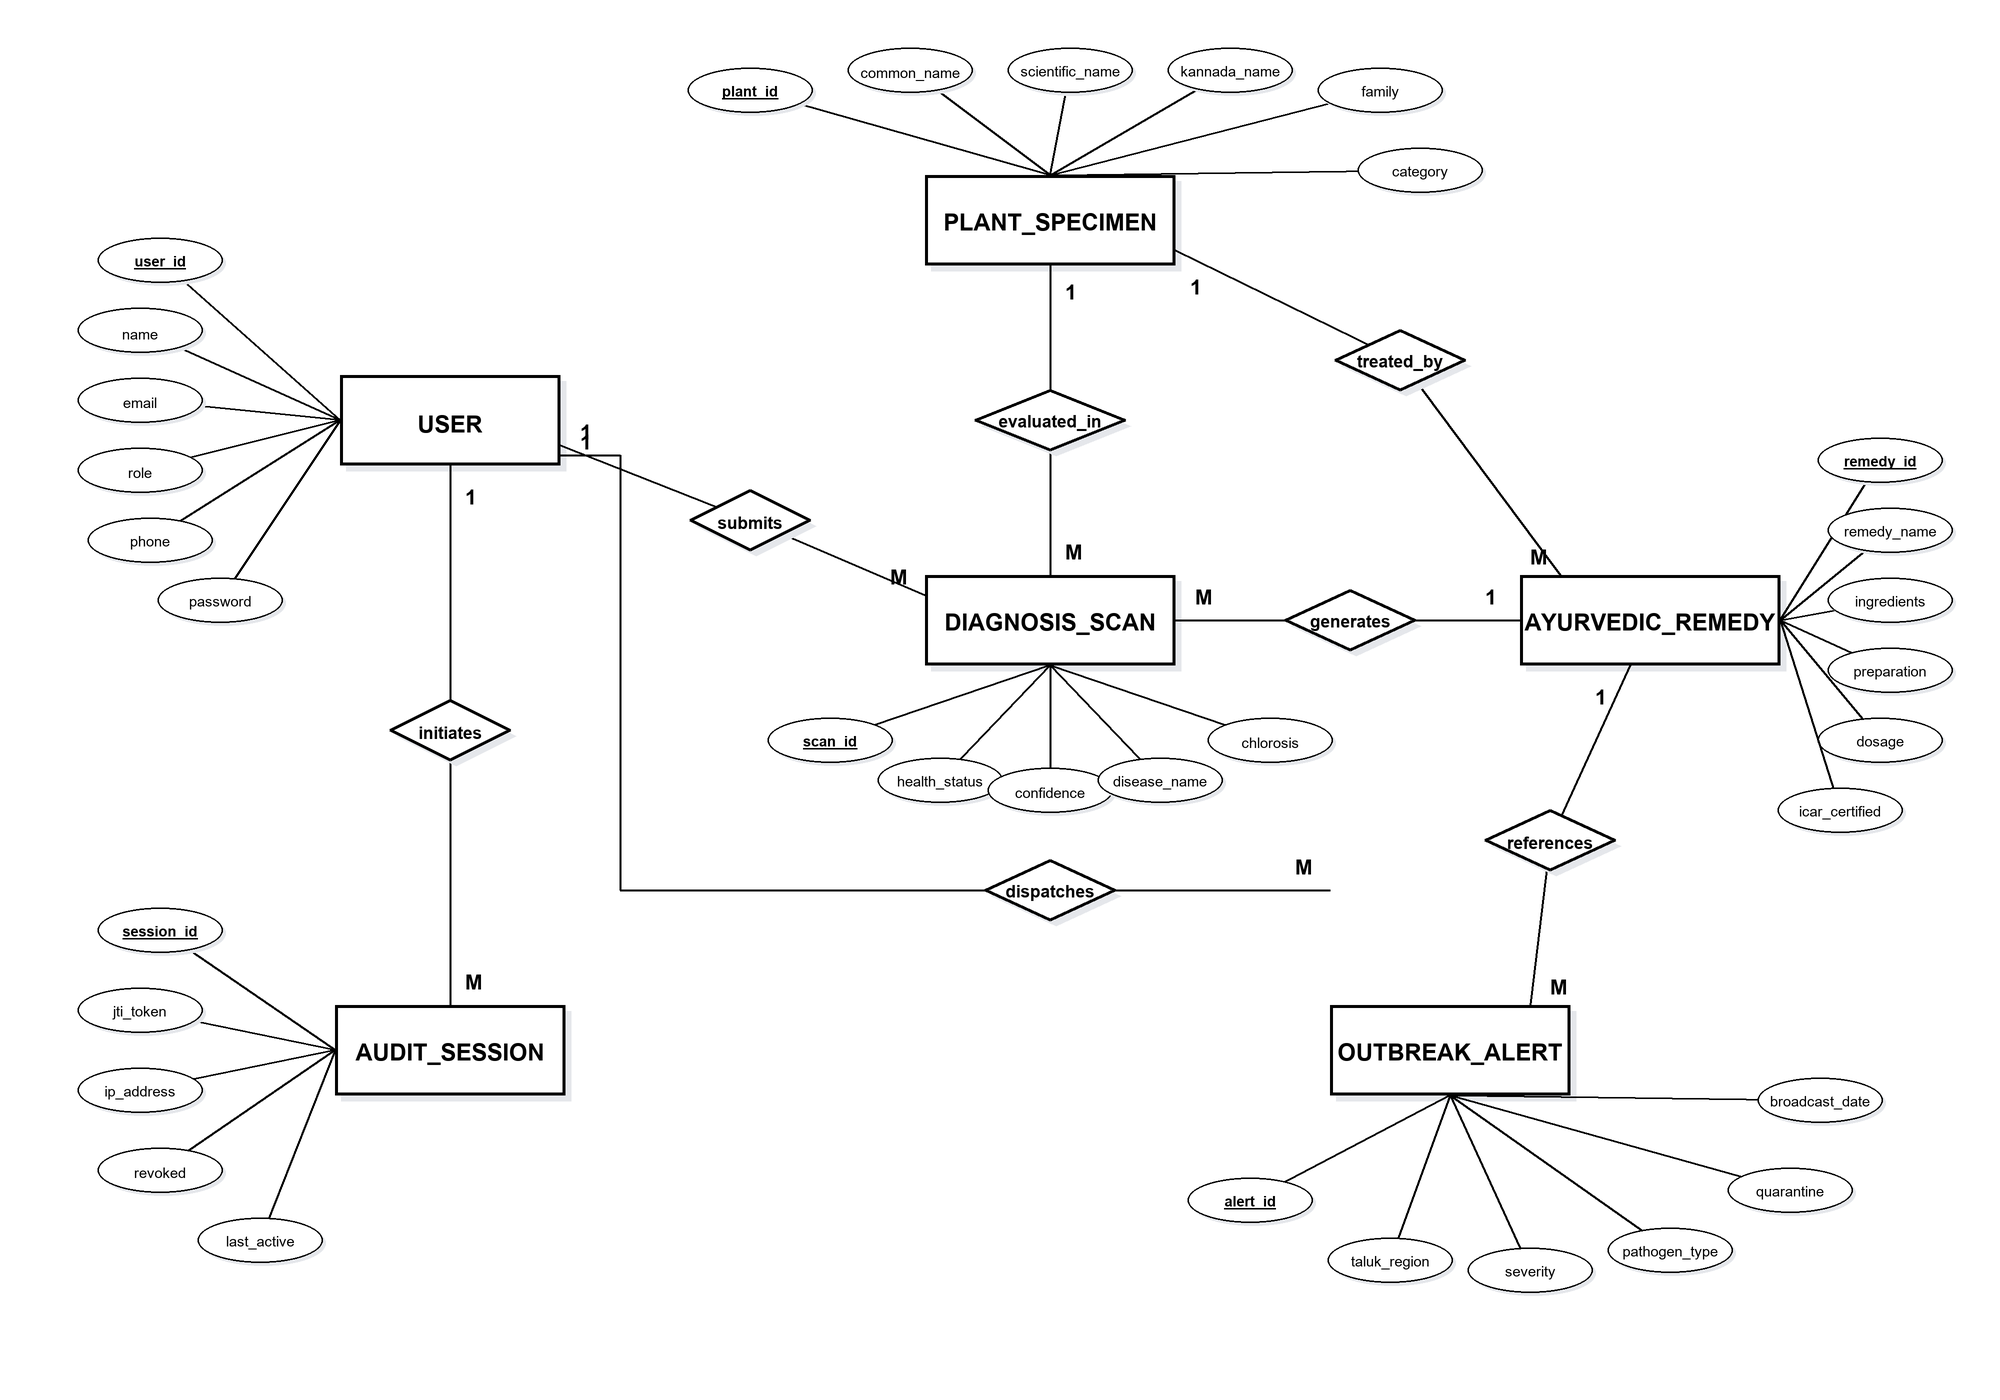 common_name
scientific_name
kannada_name
plant_id
family
category
PLANT_SPECIMEN
user_id
1
1
name
treated_by
email
USER
evaluated_in
1
1
role
remedy_id
1
submits
remedy_name
phone
M
M
M
password
M
1
ingredients
DIAGNOSIS_SCAN
generates
AYURVEDIC_REMEDY
preparation
1
initiates
scan_id
chlorosis
dosage
health_status
confidence
disease_name
icar_certified
references
M
dispatches
session_id
M
M
jti_token
AUDIT_SESSION
OUTBREAK_ALERT
ip_address
broadcast_date
revoked
quarantine
alert_id
last_active
taluk_region
severity
pathogen_type